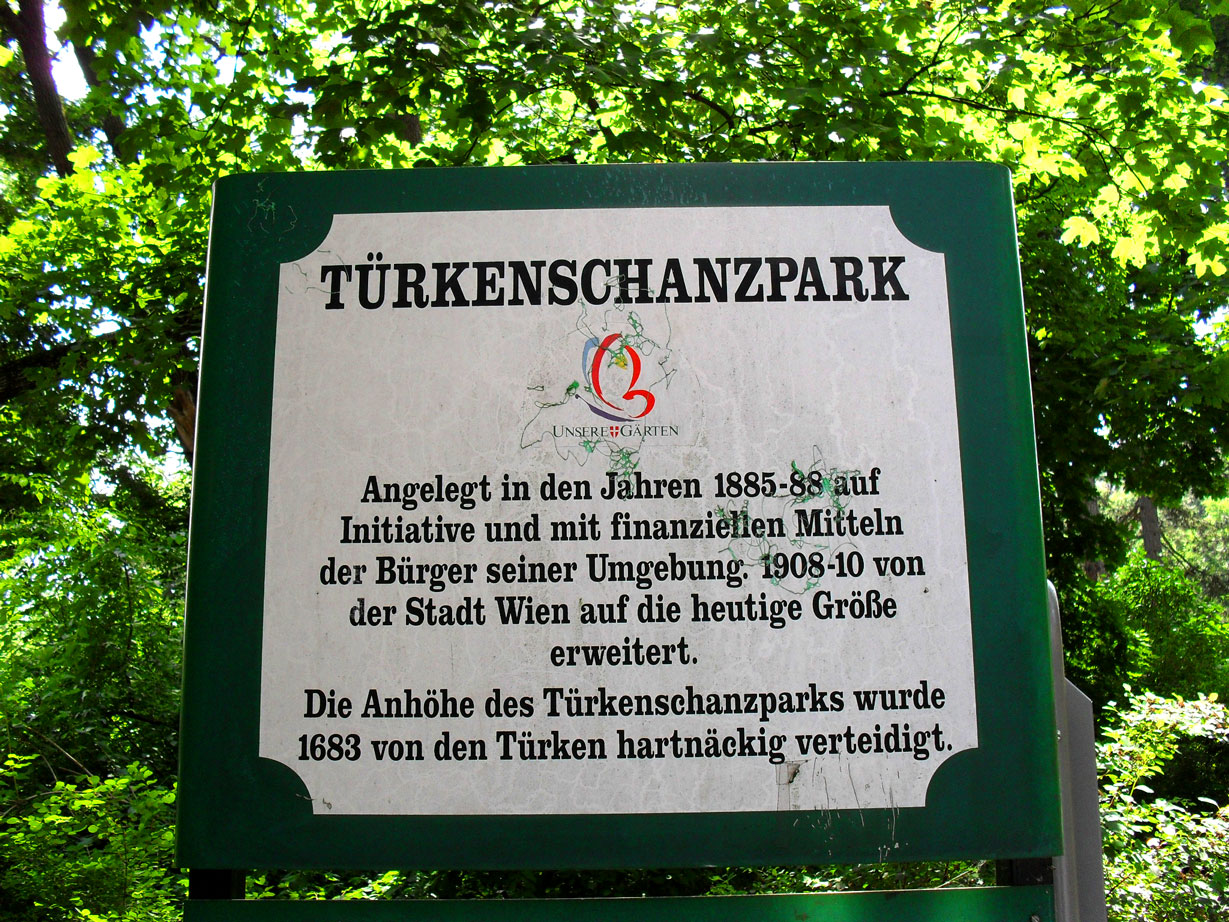 TÜRKENSCHANZPARK
UNSERE GÄRTEN
Angelegt in den Jahren 1885-88 auf
Initiative und mit finanziellen Mitteln
der Bürger seiner Umgebung. 1908-10 von
der Stadt Wien auf die heutige Größe
erweitert.
Die Anhöhe des Türkenschanzparks wurde
1683 von den Türken hartnäckig verteidigt.